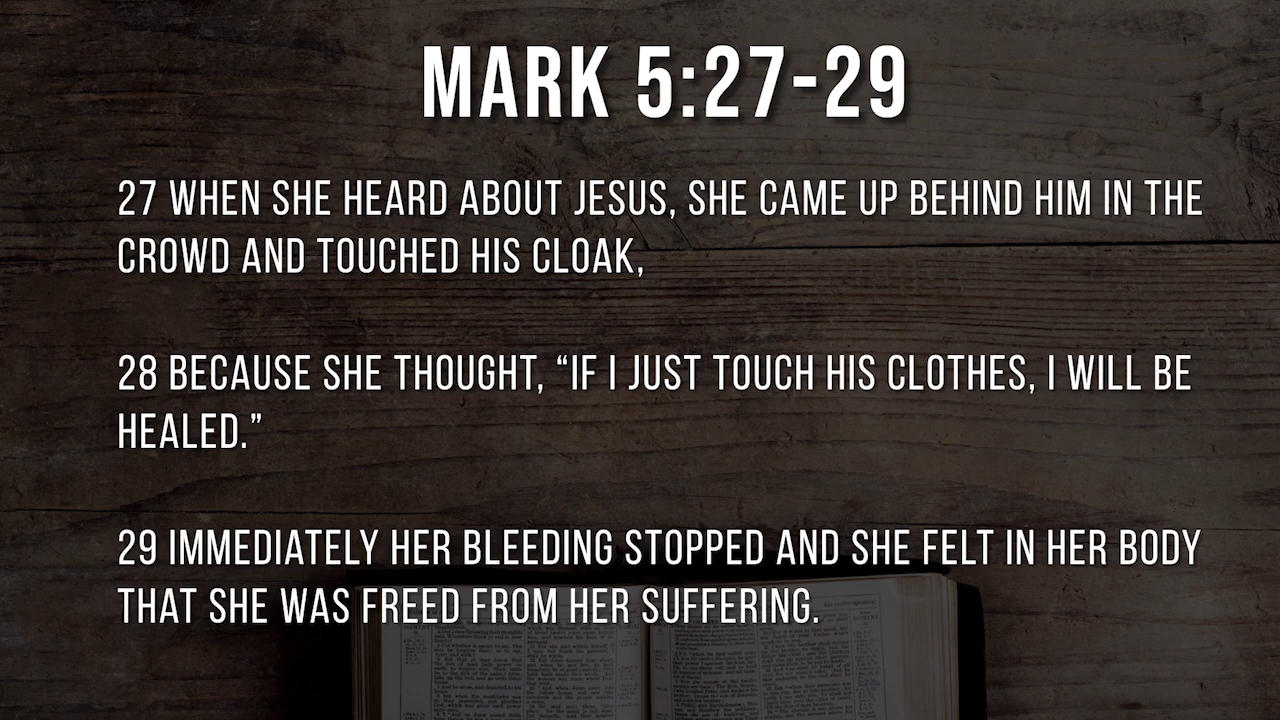 MARK 5:27-29
27 WHEN SHE HEARD ABOUT JESUS, SHE CAME UP BEHIND HIM IN THE
CROWD AND TOUCHED HIS CLOAK,
28 BECAUSE SHE THOUGHT, “IF I JUST TOUCH HIS CLOTHES, I WILL BE
HEALED.”
29 IMMEDIATELY HER BLEEDING STOPPED AND SHE FELT IN HER BODY
THAT SHE WAS FREED FROM HER SUFFERING.